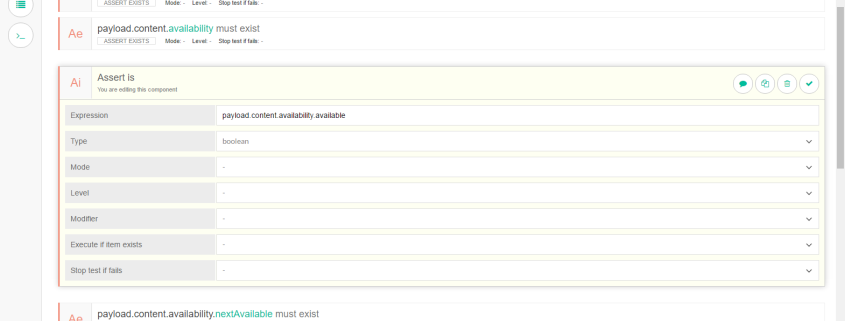 ASSERT EXISTS Mode: - Level: - Stop test if fails: -
Ae payload.content.availability must exist
ASSERT EXISTS Mode: - Level: - Stop test if fails: -
Ai Assert is
You are editing this component
Expression payload.content.availability.available
Type boolean
Mode -
Level -
Modifier -
Execute if item exists -
Stop test if fails -
Ae payload.content.availability.nextAvailable must exist